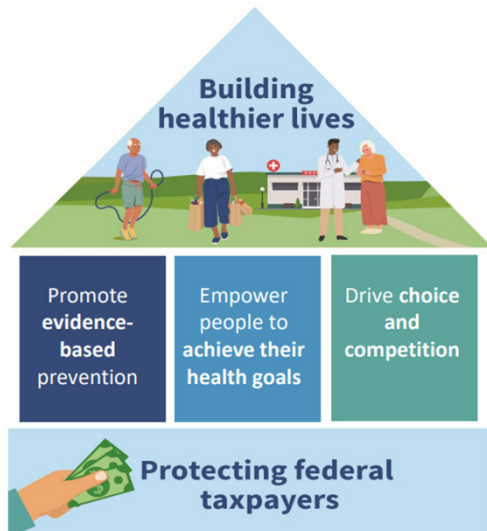 Building
healthier lives
Promote
evidence-
based
prevention
Empower
people to
achieve their
health goals
Drive choice
and
competition
Protecting federal
taxpayers